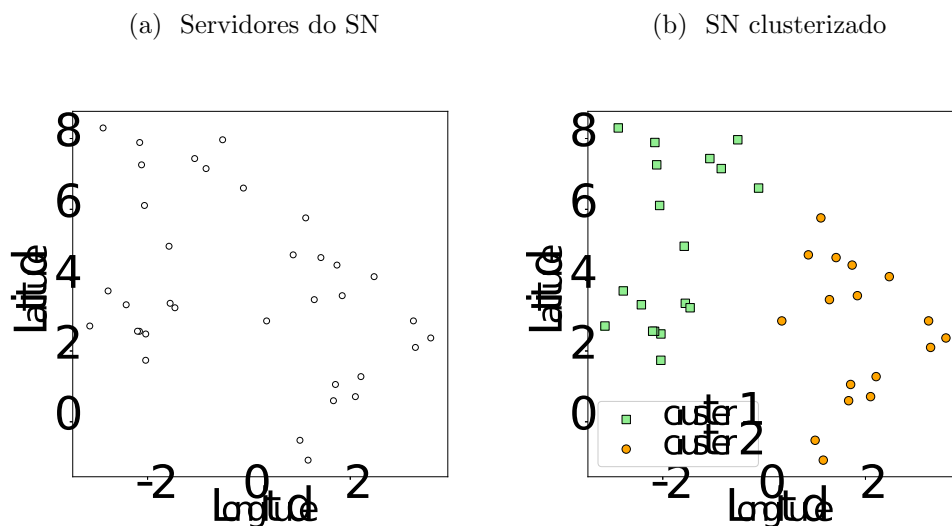 (a) Servidores do SN
(b) SN clusterizado
8
6
4
2
0
Latitude
-2 0 2
Longitude
8
6
4
2
0
Latitude
cluster 1
cluster 2
-2 0 2
Longitude